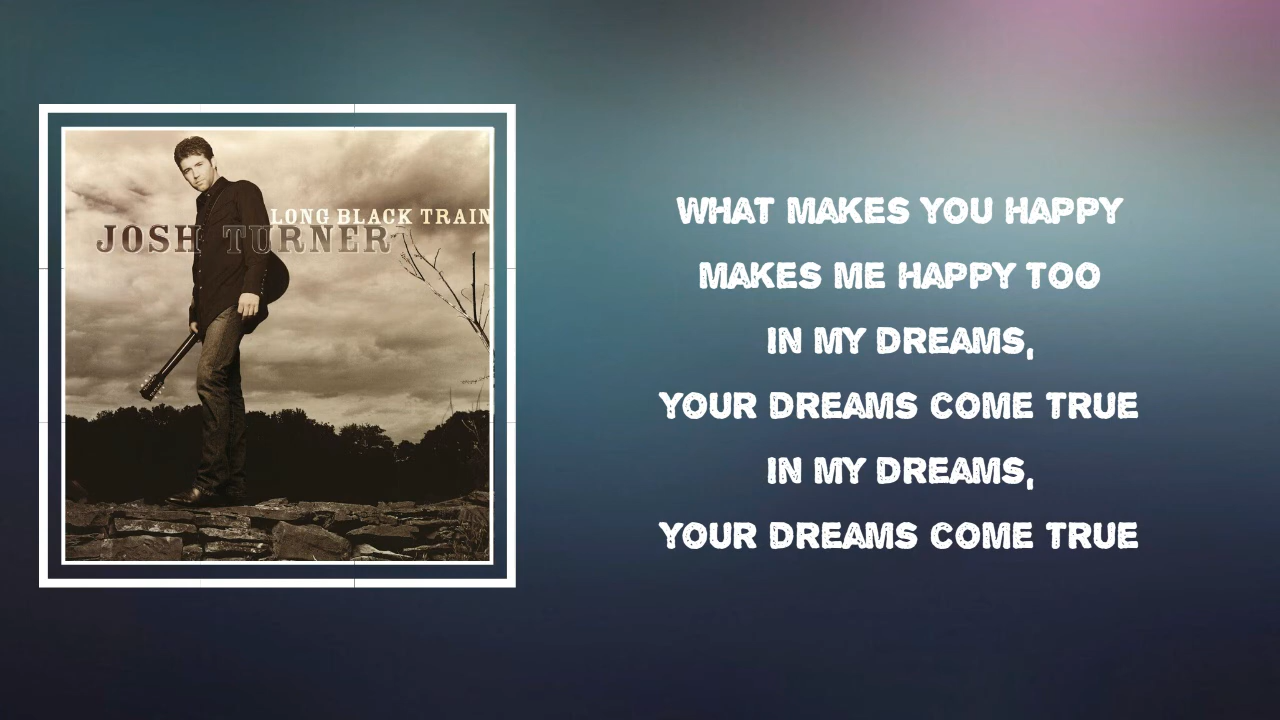 LONG BLACK TRAIN
JOSH TURNER
WHAT MAKES YOU HAPPY
MAKES ME HAPPY TOO
IN MY DREAMS,
YOUR DREAMS COME TRUE
IN MY DREAMS,
YOUR DREAMS COME TRUE